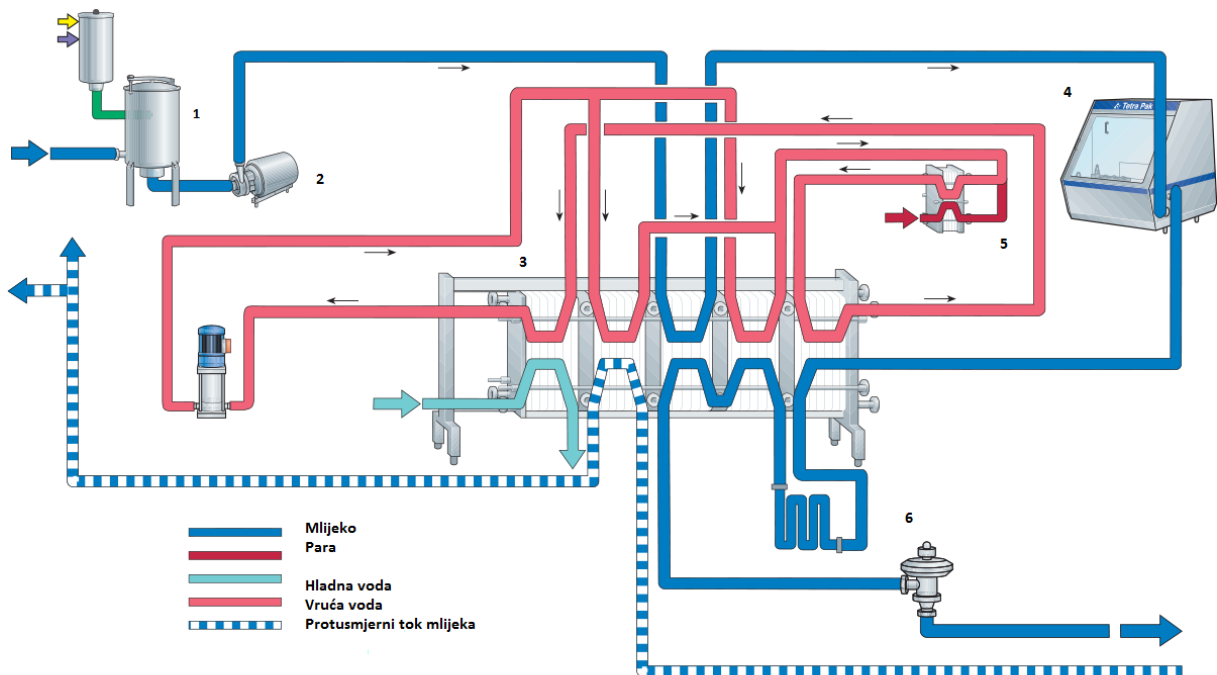 1
2
3
4
Tetra Pak
5
6
Mlijeko
Para
Hladna voda
Vruća voda
Protusmjerni tok mlijeka